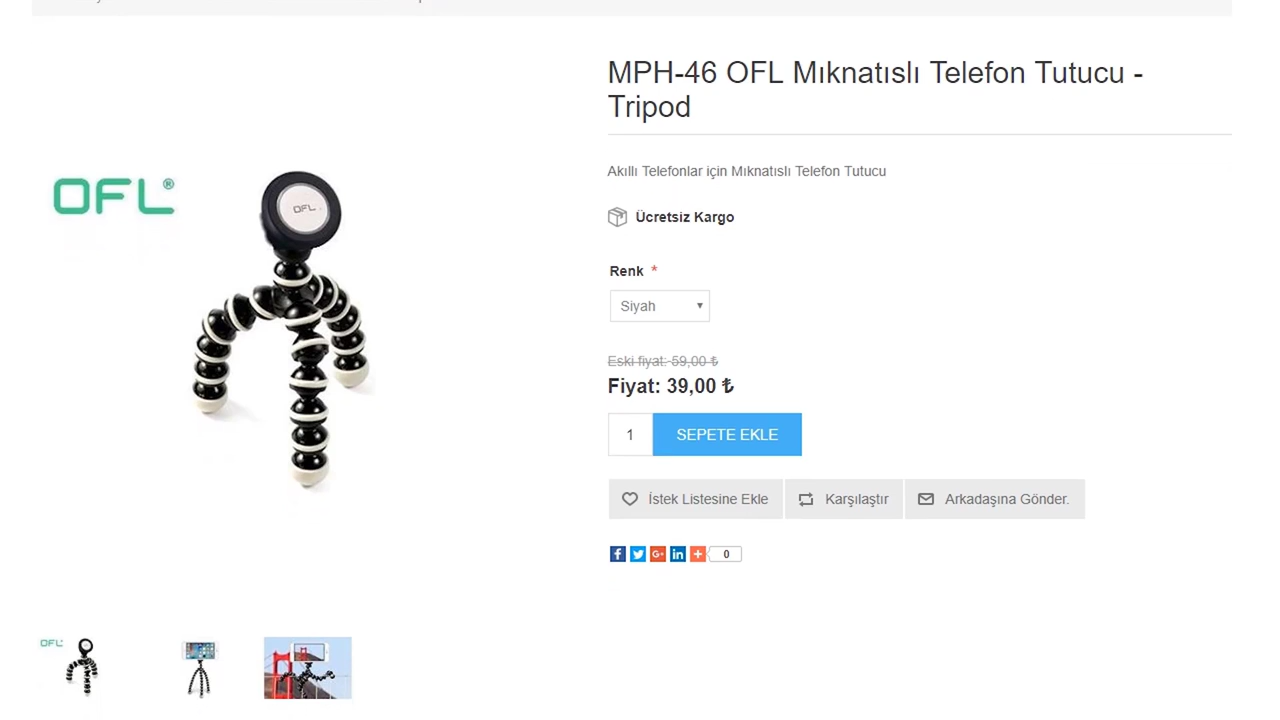 MPH-46 OFL Mıknatıslı Telefon Tutucu -
Tripod
Akıllı Telefonlar için Mıknatıslı Telefon Tutucu
Ücretsiz Kargo
Renk *
Siyah
Eski fiyat: 59,00 ₺
Fiyat: 39,00 ₺
1
SEPETE EKLE
İstek Listesine Ekle
Karşılaştır
Arkadaşına Gönder.
0
OFL®
OFL
OFL